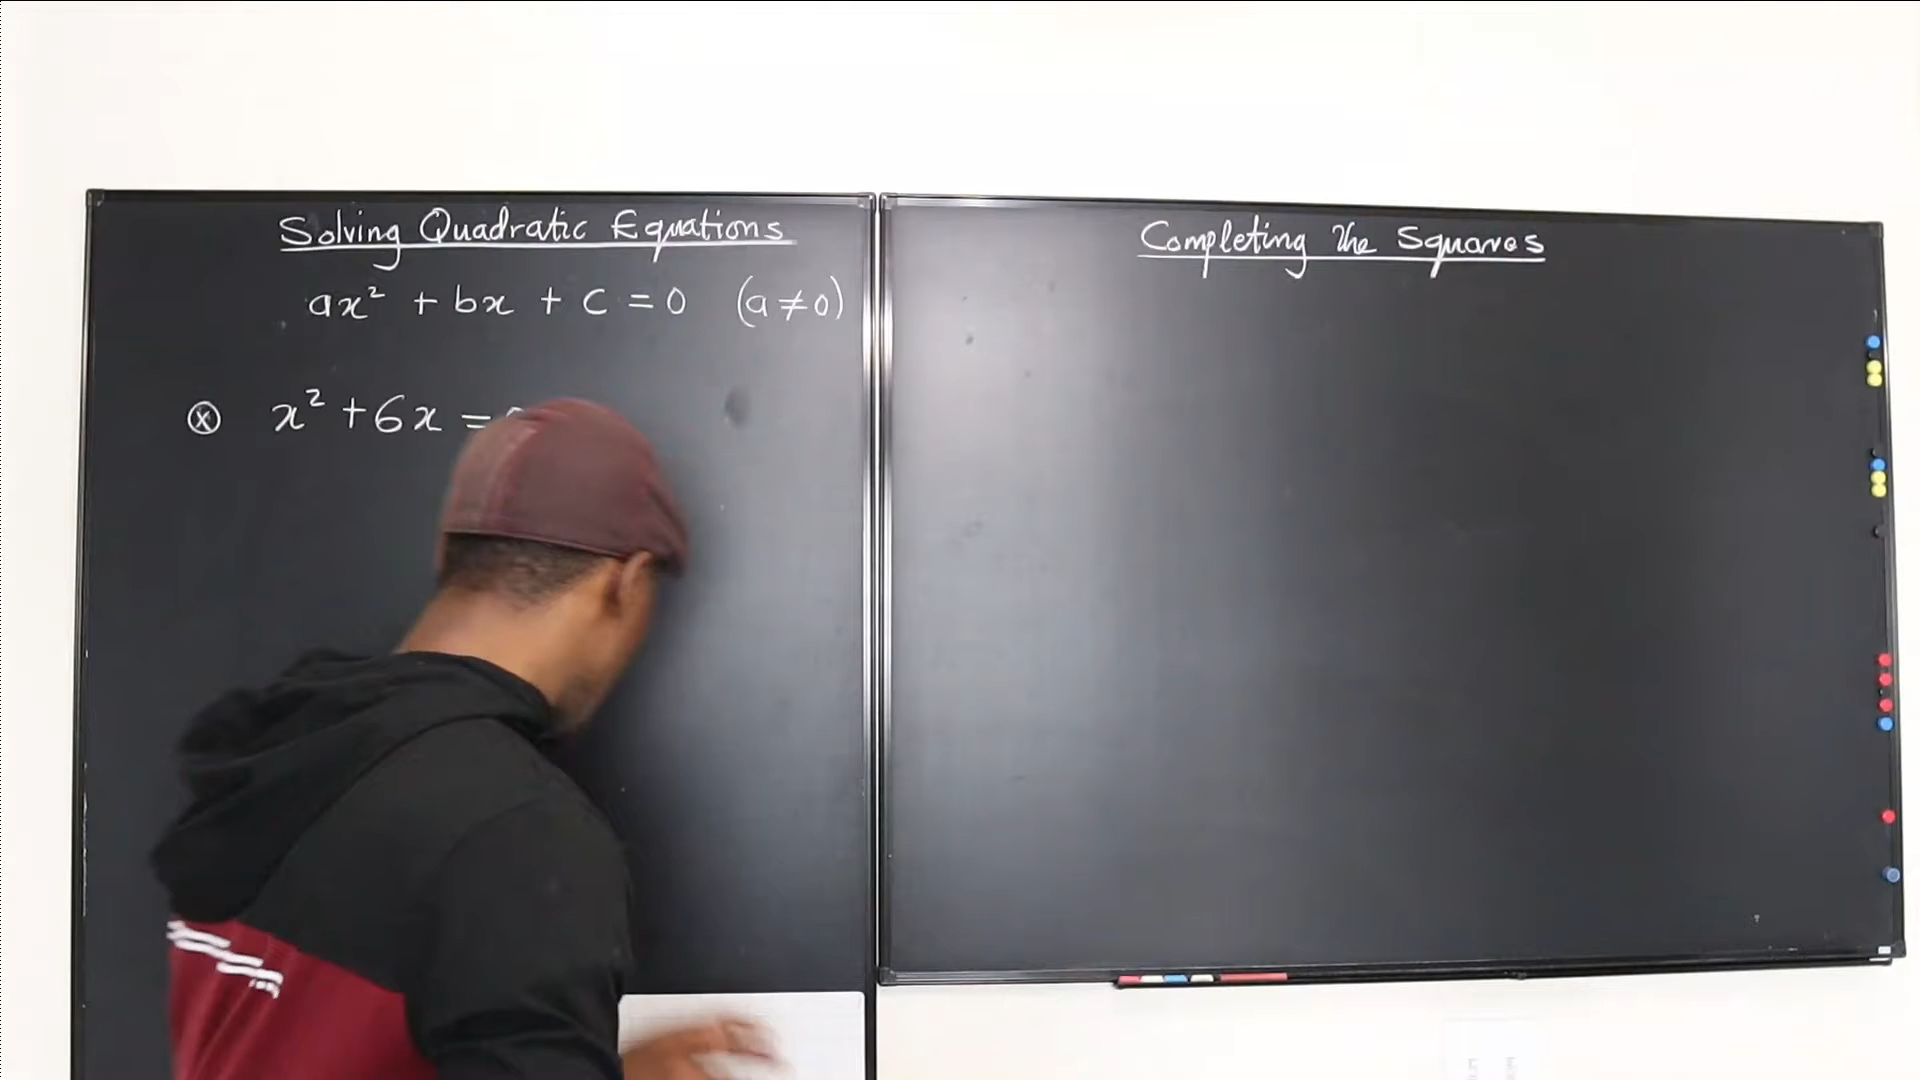 Solving Quadratic Equations
ax² + bx + c = 0 (a ≠ 0)
ⓧ x² + 6x =
Completing the Squares